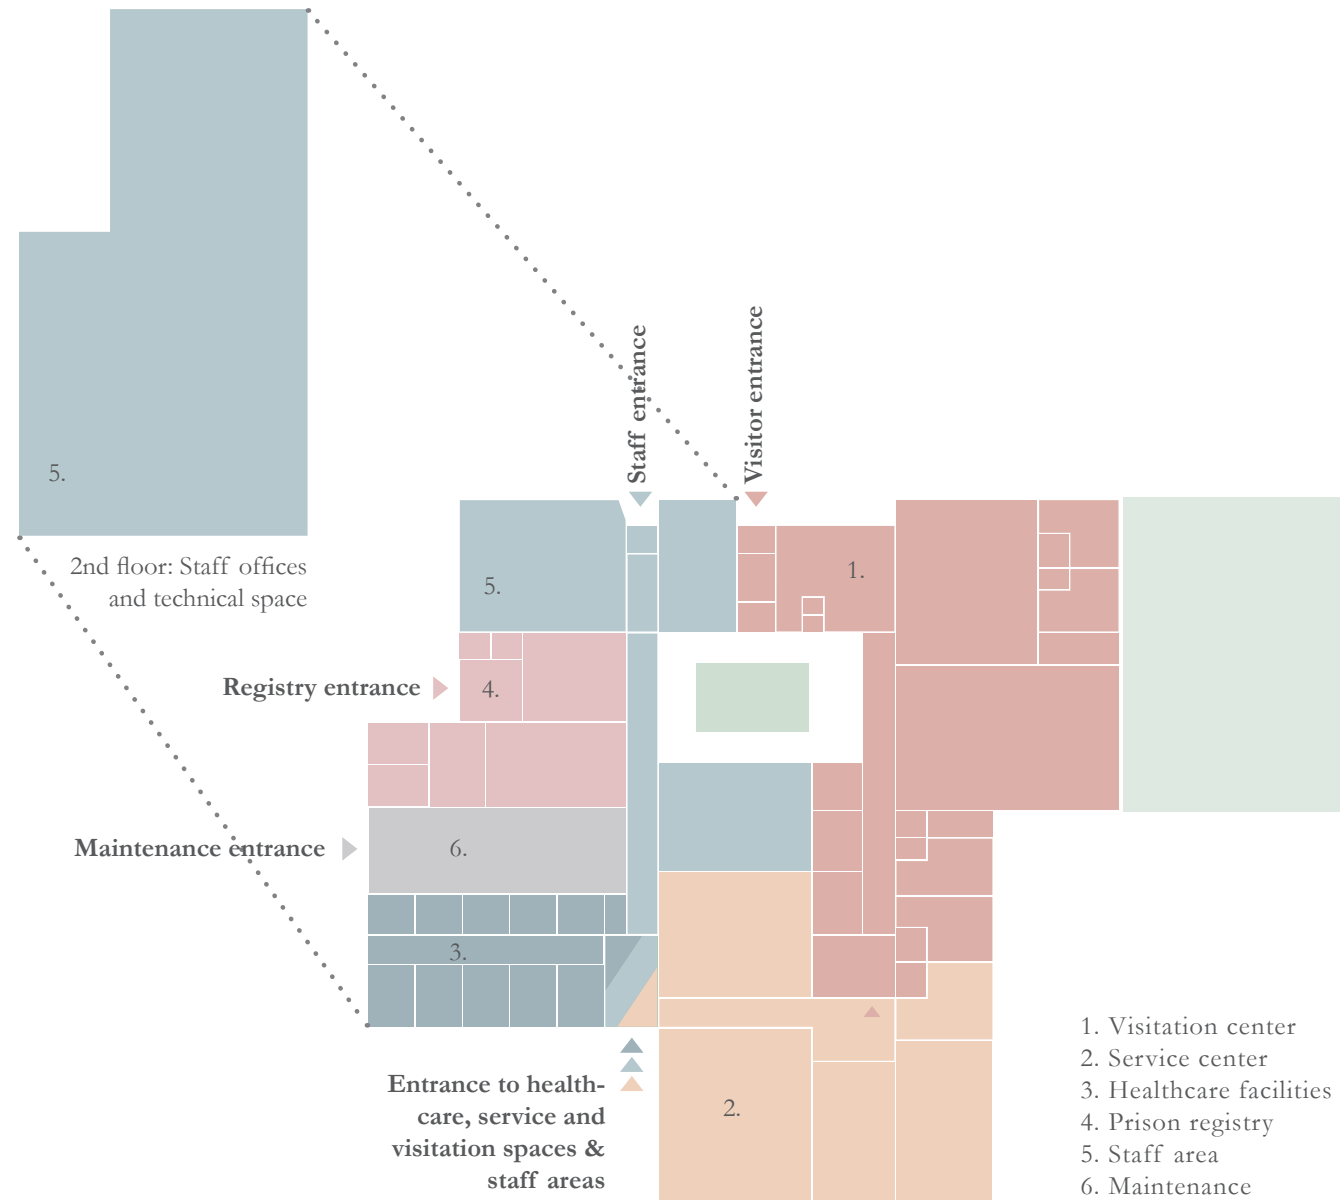 Staff entrance
Visitor entrance
5.
2nd floor: Staff offices
and technical space
5.
1.
Registry entrance
4.
Maintenance entrance
6.
3.
Entrance to health-
care, service and
visitation spaces &
staff areas
2.
1. Visitation center
2. Service center
3. Healthcare facilities
4. Prison registry
5. Staff area
6. Maintenance